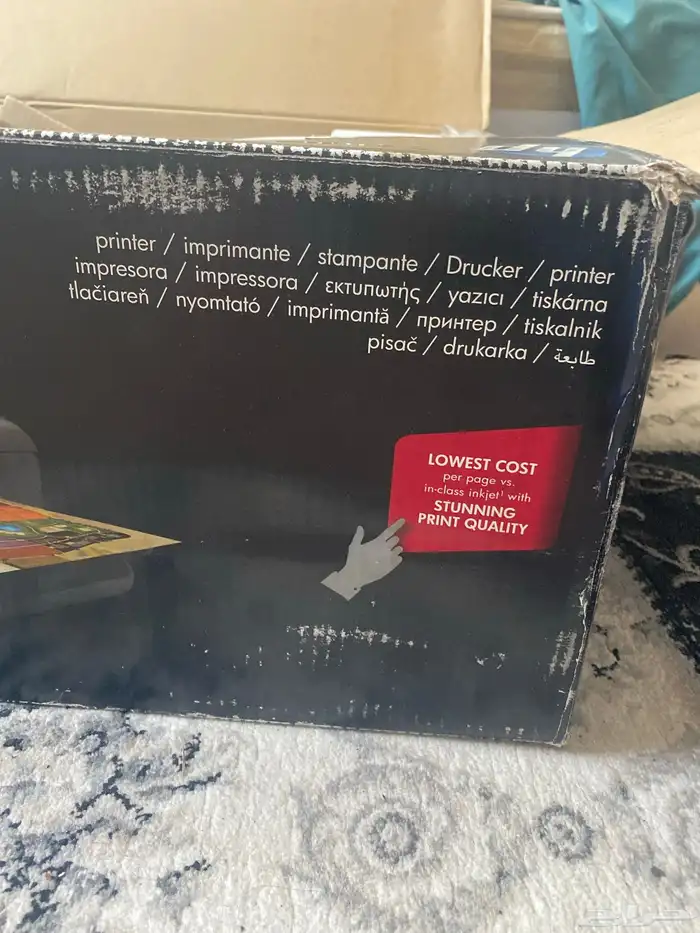 printer / imprimante / stampante / Drucker / printer
impresora / impressora / εκτυπωτής / yazıcı / tiskárna
tlačiareň / nyomtató / imprimantă / принтер / tiskalnik
pisač / drukarka / طابعة
LOWEST COST
per page vs.
in-class inkjet¹ with
STUNNING
PRINT QUALITY